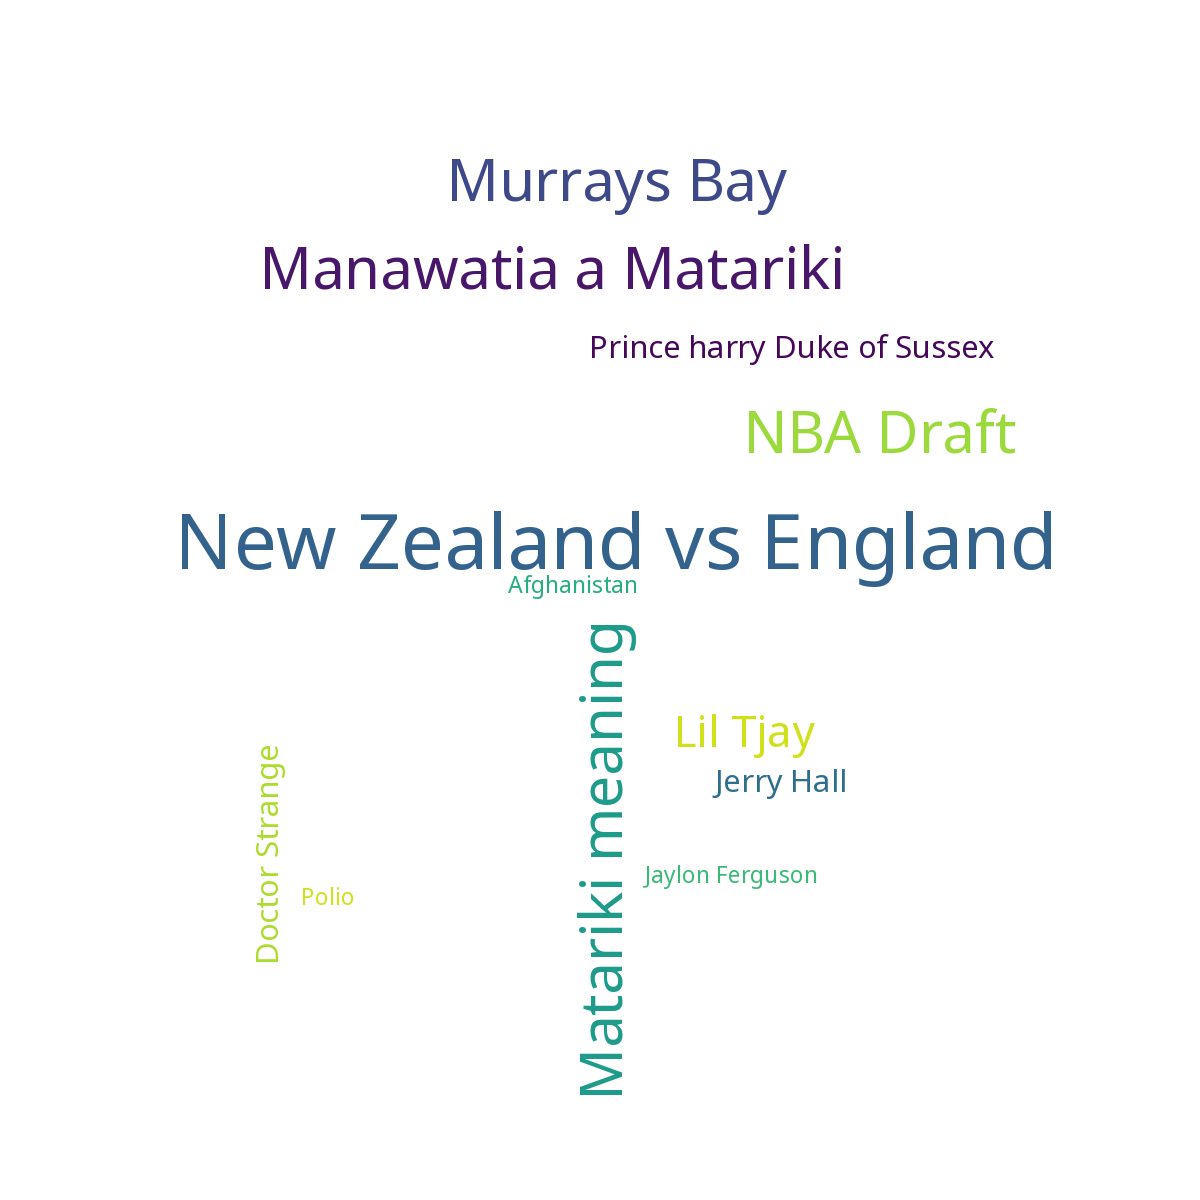 Murrays Bay
Manawatia a Matariki
Prince harry Duke of Sussex
NBA Draft
New Zealand vs England
Afghanistan
Matariki meaning
Lil Tjay
Jerry Hall
Doctor Strange
Jaylon Ferguson
Polio